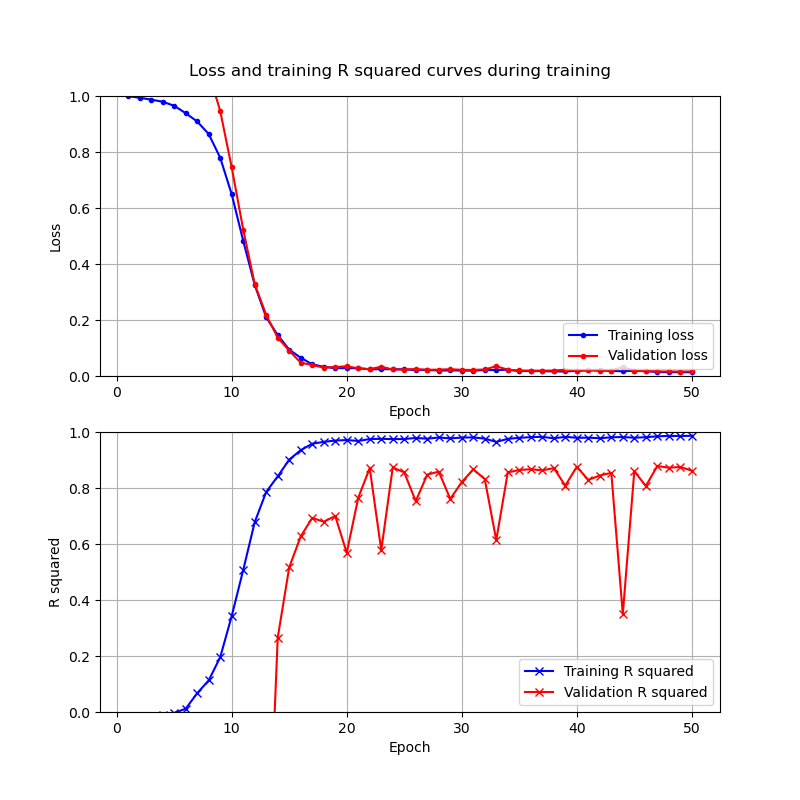 Loss and training R squared curves during training
1.0
0.8
0.6
0.4
0.2
0.0
Loss
Training loss
Validation loss
0 10 20 30 40 50
Epoch
1.0
0.8
0.6
0.4
0.2
0.0
R squared
Training R squared
Validation R squared
0 10 20 30 40 50
Epoch